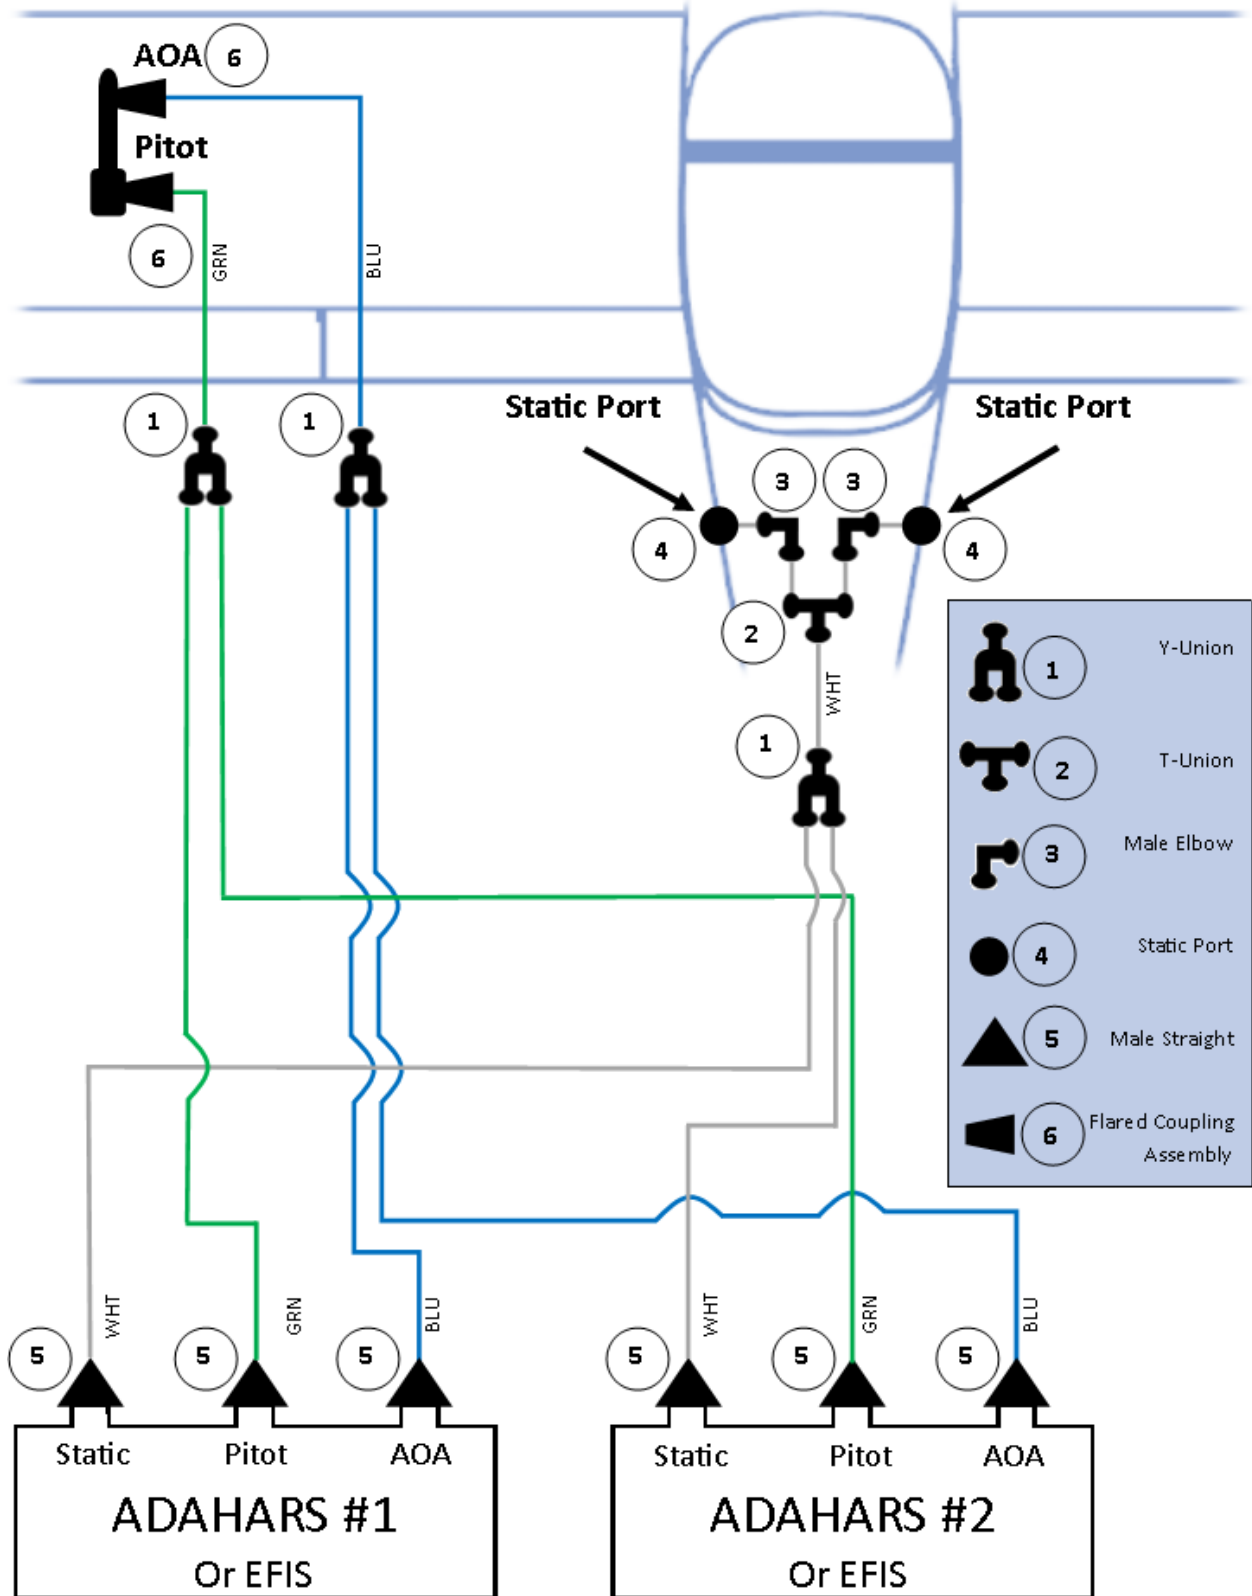 AOA 6
Pitot
6
GRN
BLU
1
1
Static Port
Static Port
3
3
4
4
2
WHT
1
1 Y-Union
2 T-Union
3 Male Elbow
4 Static Port
5 Male Straight
6 Flared Coupling
Assembly
WHT
GRN
BLU
WHT
GRN
BLU
5
5
5
5
5
5
Static Pitot AOA
ADAHARS #1
Or EFIS
Static Pitot AOA
ADAHARS #2
Or EFIS